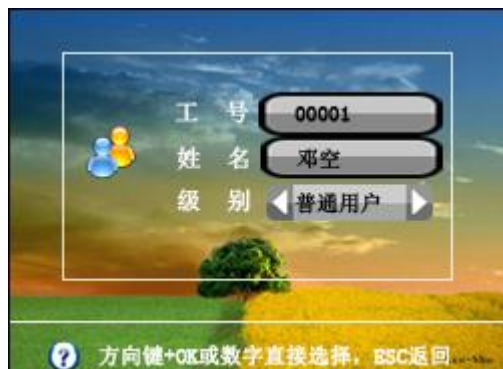 工 号 00001
姓 名 邓空
级 别 普通用户
方向键+OK或数字直接选择，ESC返回